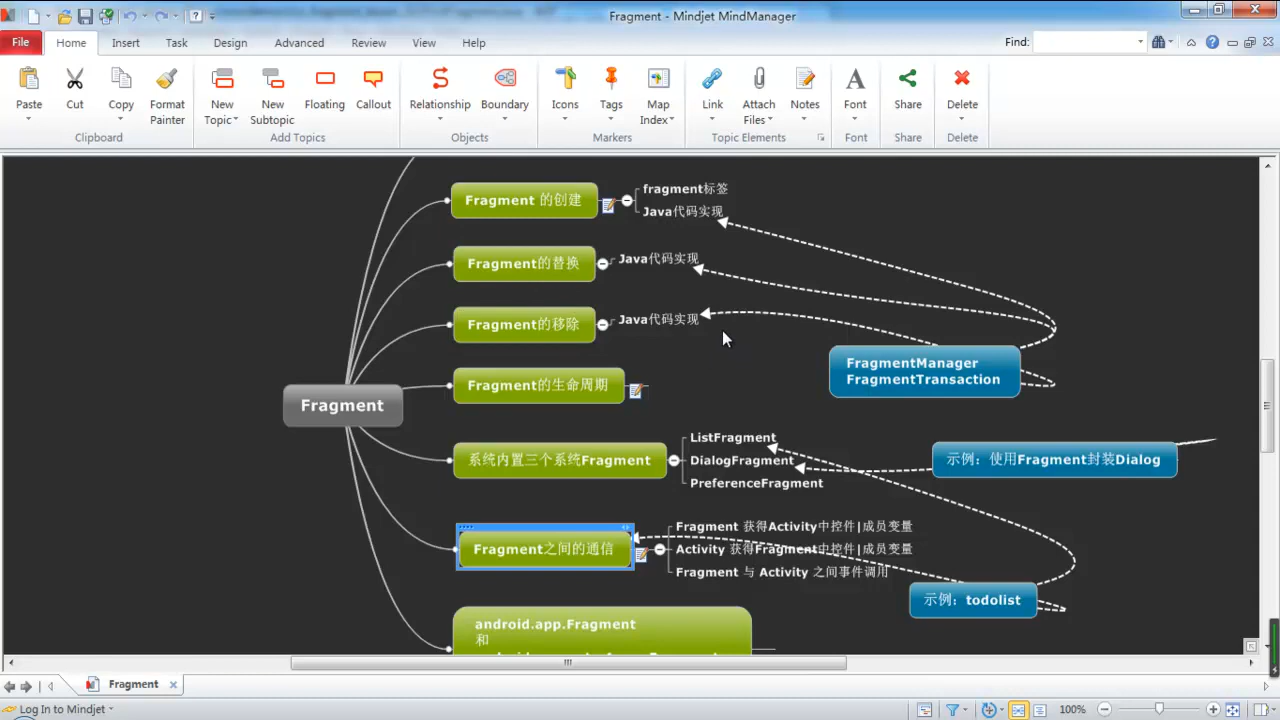 Fragment - Mindjet MindManager
File Home Insert Task Design Advanced Review View Help
Find:
Paste Cut Copy Format Painter
New Topic New Subtopic Floating Callout
Relationship Boundary
Icons Tags Map Index
Link Attach Files Notes
Font Share Delete
Clipboard Add Topics Objects Markers Topic Elements Font Share Delete
Fragment 的创建
fragment标签
Java代码实现
Fragment的替换
Java代码实现
Fragment的移除
Java代码实现
FragmentManager
FragmentTransaction
Fragment的生命周期
Fragment
系统内置三个系统Fragment
ListFragment
DialogFragment
PreferenceFragment
示例：使用Fragment封装Dialog
Fragment之间的通信
Fragment 获得Activity中控件|成员变量
Activity 获得Fragment中控件|成员变量
Fragment 与 Activity 之间事件调用
示例：todolist
android.app.Fragment
和
Fragment
Log In to Mindjet
100%